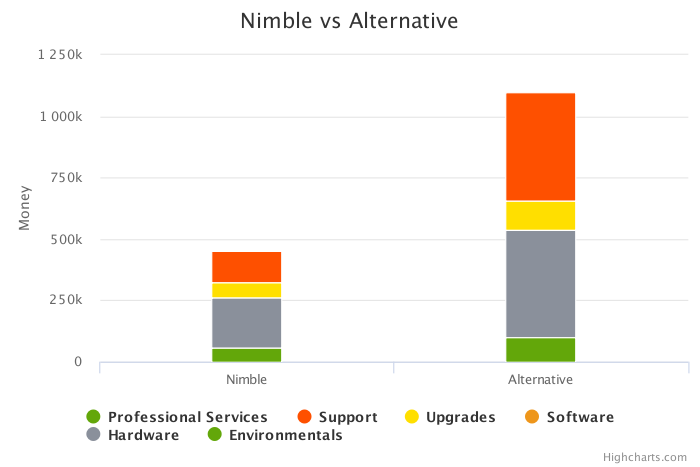 Nimble vs Alternative
1 250k
1 000k
750k
500k
250k
0
Money
Nimble Alternative
Professional Services Support Upgrades Software
Hardware Environmentals
Highcharts.com